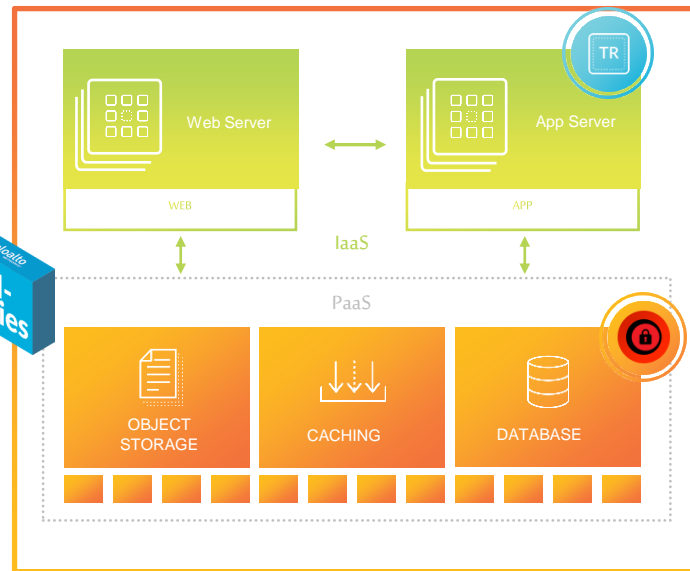 TR
Web Server
App Server
WEB
APP
IaaS
PaaS
OBJECT
STORAGE
CACHING
DATABASE